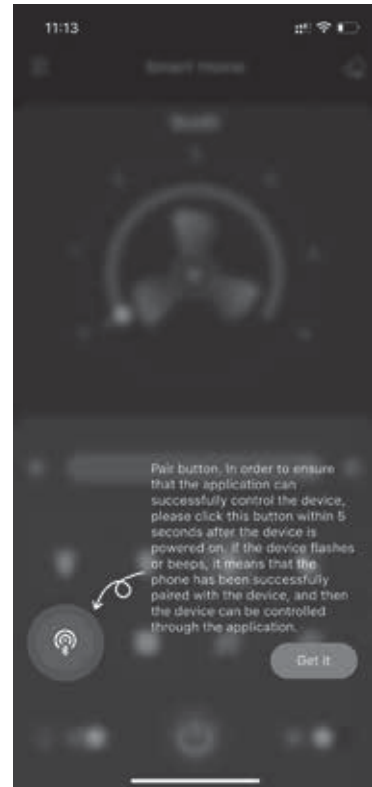 11:13
Smart Home
Pair button. In order to ensure
that the application can
successfully control the device,
please click this button within 5
seconds after the device is
powered on. If the device flashes
or beeps, it means that the
phone has been successfully
paired with the device, and then
the device can be controlled
through the application.
Get it